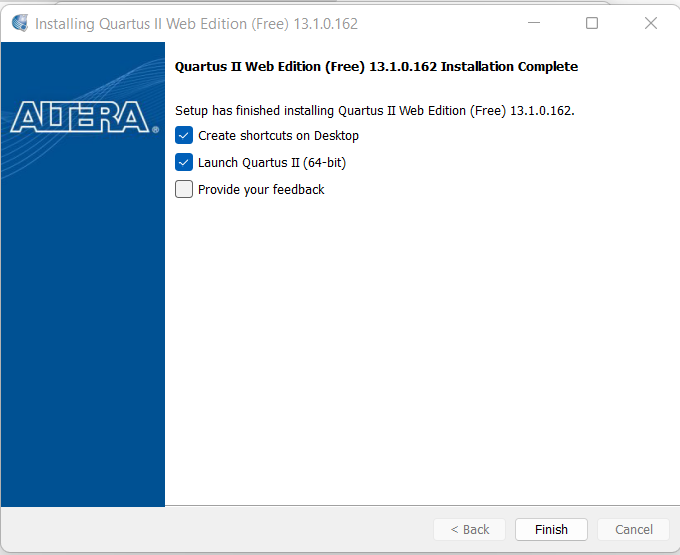 Installing Quartus II Web Edition (Free) 13.1.0.162
Quartus II Web Edition (Free) 13.1.0.162 Installation Complete
ALTERA®
Setup has finished installing Quartus II Web Edition (Free) 13.1.0.162.
Create shortcuts on Desktop
Launch Quartus II (64-bit)
Provide your feedback
< Back
Finish
Cancel